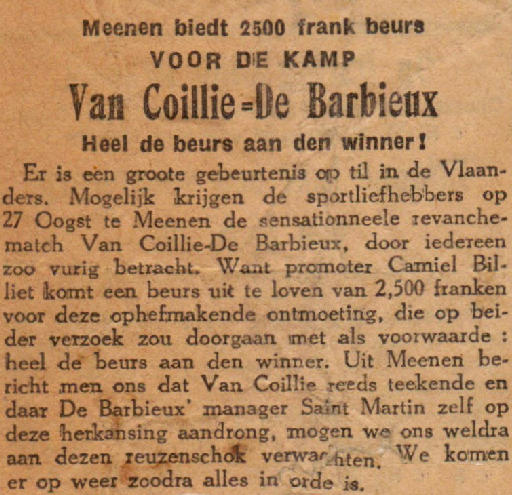 Meenen biedt 2500 frank beurs
VOOR DE KAMP
Van Coillie=De Barbieux
Heel de beurs aan den winner!
Er is een groote gebeurtenis op til in de Vlaan-
ders. Mogelijk krijgen de sportliefhebbers op
27 Oogst te Meenen de sensationneele revanche-
match Van Coillie-De Barbieux, door iedereen
zoo vurig betracht. Want promoter Camiel Bil-
liet komt een beurs uit te loven van 2,500 franken
voor deze ophefmakende ontmoeting, die op bei-
der verzoek zou doorgaan met als voorwaarde :
heel de beurs aan den winner. Uit Meenen be-
richt men ons dat Van Coillie reeds teekende en
daar De Barbieux' manager Saint Martin zelf op
deze herkansing aandrong, mogen we ons weldra
aan dezen reuzenschok verwachten. We komen
er op weer zoodra alles in orde is.